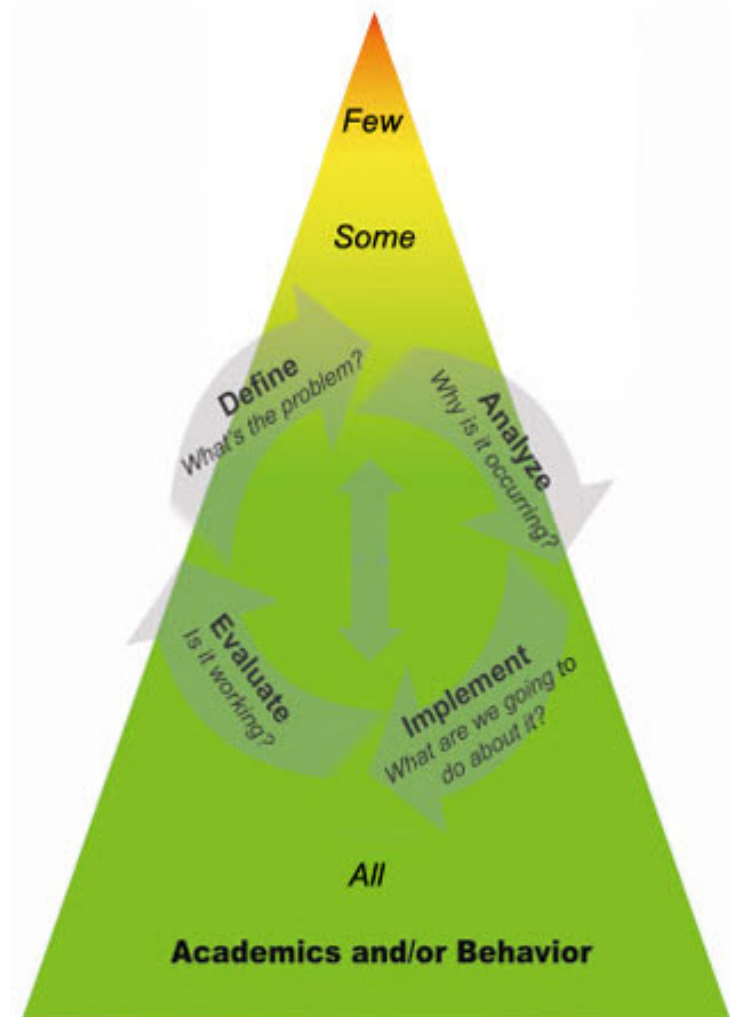 Few
Some
Define
What's the problem?
Analyze
Why is it occurring?
Implement
What are we going to
do about it?
Evaluate
Is it working?
All
Academics and/or Behavior